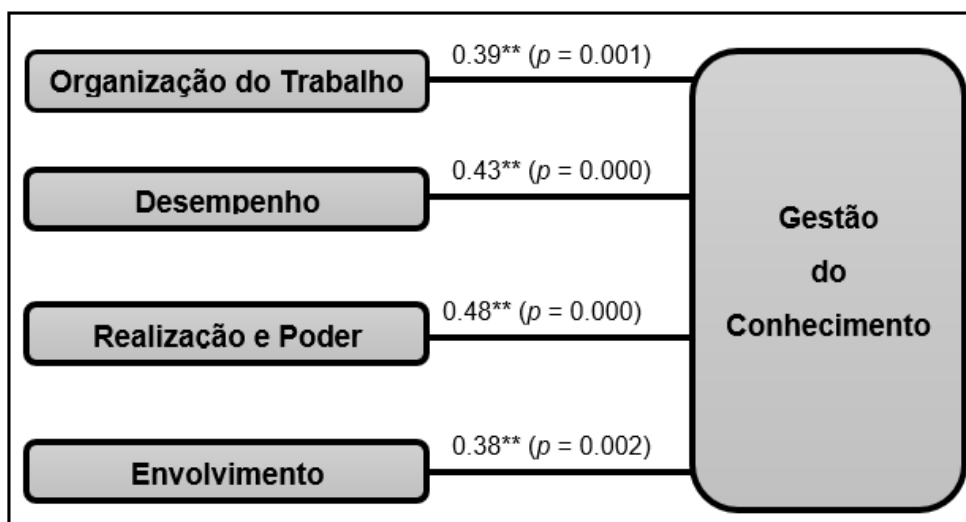 Organização do Trabalho
0.39** (p = 0.001)
Desempenho
0.43** (p = 0.000)
Realização e Poder
0.48** (p = 0.000)
Envolvimento
0.38** (p = 0.002)
Gestão
do
Conhecimento